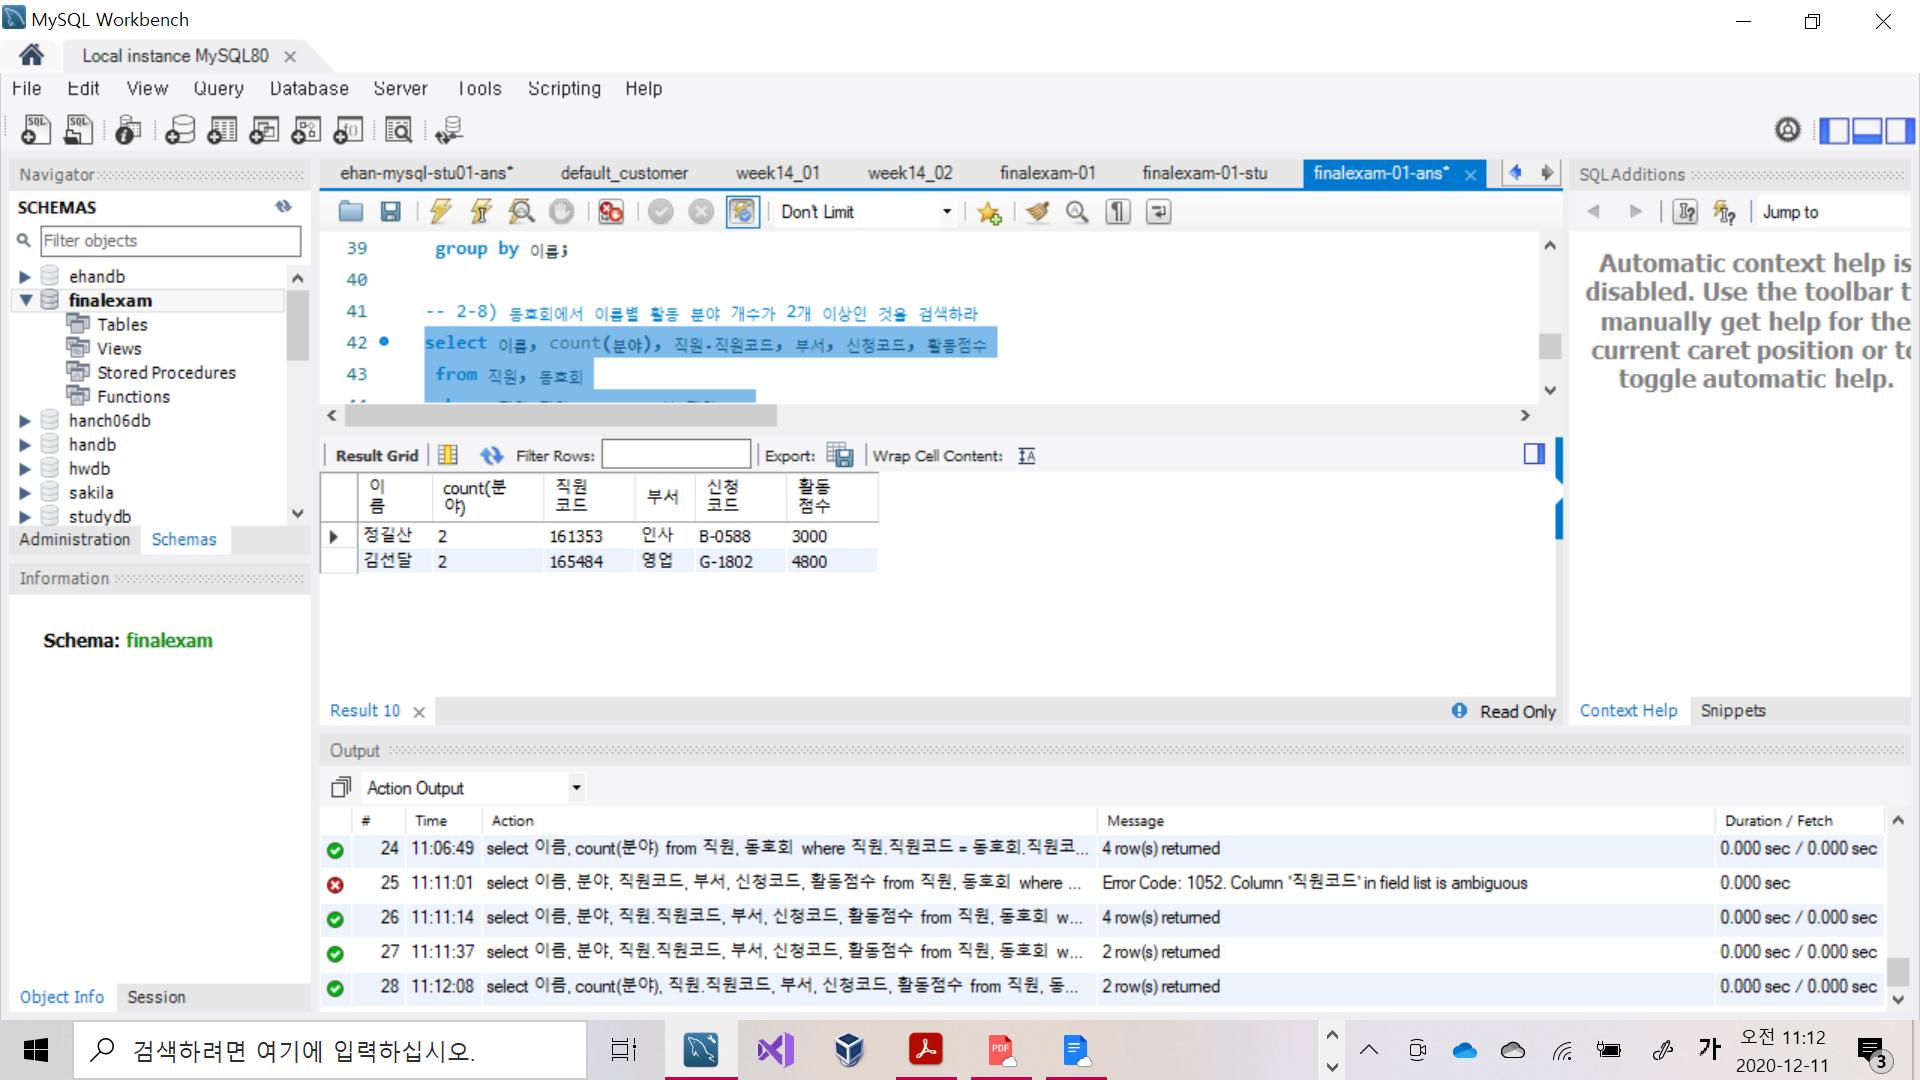 MySQL Workbench
Local instance MySQL80
File Edit View Query Database Server Tools Scripting Help
Navigator
SCHEMAS
Filter objects
ehandb
finalexam
Tables
Views
Stored Procedures
Functions
hanch06db
handb
hwdb
sakila
studydb
Administration Schemas
Information
Schema: finalexam
Object Info Session
ehan-mysql-stu01-ans* default_customer week14_01 week14_02 finalexam-01 finalexam-01-stu finalexam-01-ans*
Don't Limit
39 group by 이름;
40
41 -- 2-8) 동호회에서 이름별 활동 분야 개수가 2개 이상인 것을 검색하라
42 select 이름, count(분야), 직원.직원코드, 부서, 신청코드, 활동점수
43 from 직원, 동호회
Result Grid Filter Rows: Export: Wrap Cell Content:
이름 count(분야) 직원코드 부서 신청코드 활동점수
정길산 2 161353 인사 B-0588 3000
김선달 2 165484 영업 G-1802 4800
Result 10 Read Only
SQLAdditions
Jump to
Automatic context help is
disabled. Use the toolbar t
manually get help for the
current caret position or to
toggle automatic help.
Context Help Snippets
Output
Action Output
# Time Action Message Duration / Fetch
24 11:06:49 select 이름, count(분야) from 직원, 동호회 where 직원.직원코드 = 동호회.직원코... 4 row(s) returned 0.000 sec / 0.000 sec
25 11:11:01 select 이름, 분야, 직원코드, 부서, 신청코드, 활동점수 from 직원, 동호회 where ... Error Code: 1052. Column '직원코드' in field list is ambiguous 0.000 sec
26 11:11:14 select 이름, 분야, 직원.직원코드, 부서, 신청코드, 활동점수 from 직원, 동호회 w... 4 row(s) returned 0.000 sec / 0.000 sec
27 11:11:37 select 이름, 분야, 직원.직원코드, 부서, 신청코드, 활동점수 from 직원, 동호회 w... 2 row(s) returned 0.000 sec / 0.000 sec
28 11:12:08 select 이름, count(분야), 직원.직원코드, 부서, 신청코드, 활동점수 from 직원, 동... 2 row(s) returned 0.000 sec / 0.000 sec
검색하려면 여기에 입력하십시오.
가
오전 11:12
2020-12-11
3